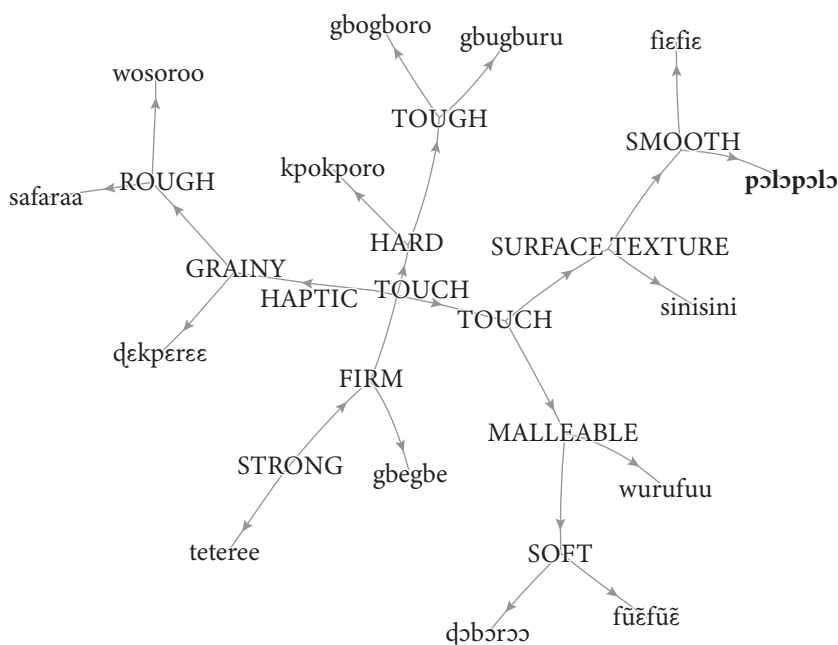 gbogboro
gbugburu
fiɛfiɛ
wosoroo
TOUGH
SMOOTH
kpokporo
ROUGH
pɔlɔpɔlɔ
safaraa
HARD
SURFACE TEXTURE
GRAINY
HAPTIC
TOUCH
sinisini
TOUCH
ɖɛkpɛrɛɛ
FIRM
MALLEABLE
STRONG
gbegbe
wurufuu
teteree
SOFT
ɖɔbɔrɔɔ
fũɛ̃fũɛ̃